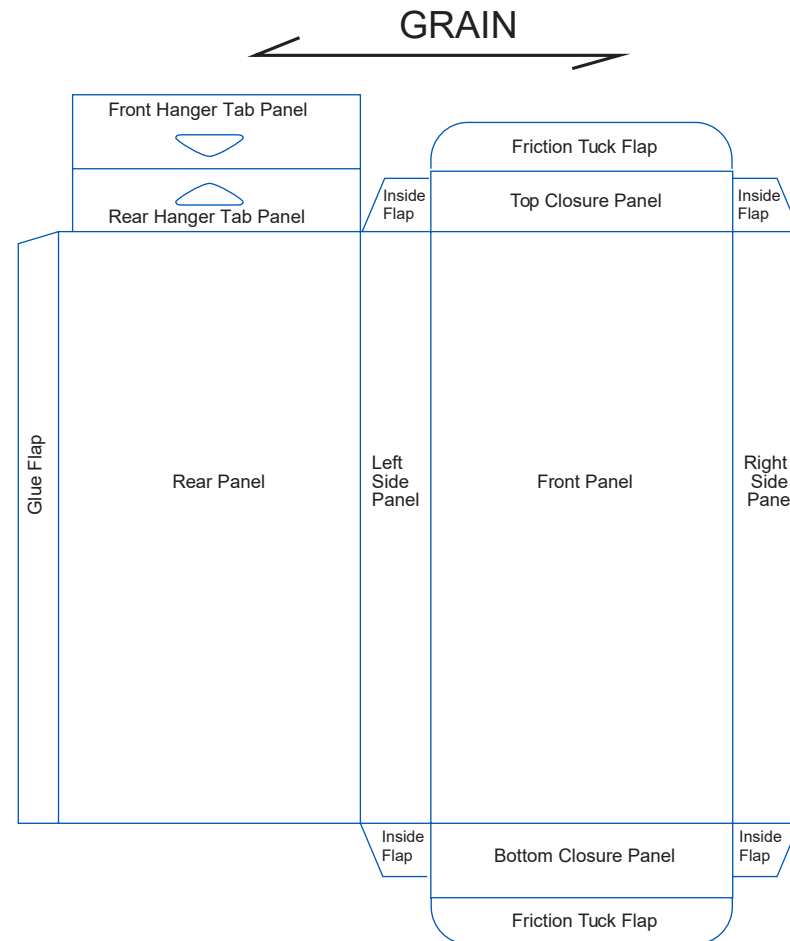 GRAIN
Front Hanger Tab Panel
Rear Hanger Tab Panel
Friction Tuck Flap
Inside
Flap
Top Closure Panel
Inside
Flap
Glue Flap
Rear Panel
Left
Side
Panel
Front Panel
Right
Side
Pane
Inside
Flap
Bottom Closure Panel
Inside
Flap
Friction Tuck Flap